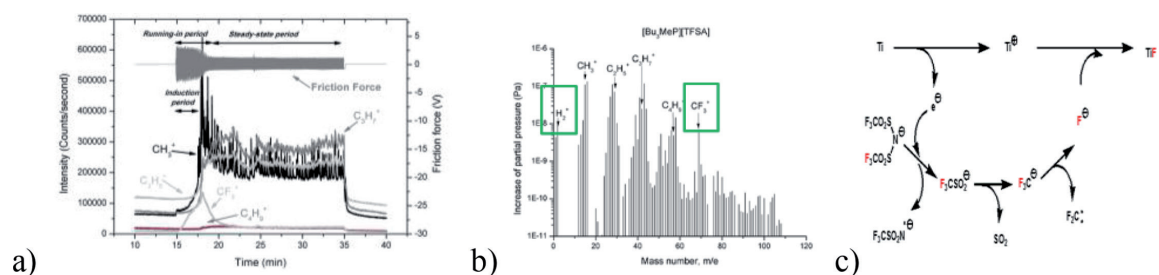 Running-in period
Steady-state period
Friction Force
Induction period
CH₃⁺
C₂H₅⁺
CF₃⁺
C₄H₉⁺
C₃H₇⁺
700000
600000
500000
400000
300000
200000
100000
0
Intensity (Counts/second)
5
0
-5
-10
-15
-20
-25
-30
Friction force (V)
10 15 20 25 30 35 40
Time (min)
a)
[Bu₃MeP][TFSA]
1E-6
1E-7
1E-8
1E-9
1E-10
1E-11
Increase of partial pressure (Pa)
H₂⁺
CH₃⁺
C₂H₅⁺
C₃H₇⁺
C₄H₉⁺
CF₃⁺
0 20 40 60 80 100 120
Mass number, m/e
b)
Ti Ti⊕ TiF
e⊖
F⊖
F₃CO₂S
N⊖
F₃CO₂S
F₃CSO₂⊖
F₃C⊖
F₃CSO₂N•⊖
SO₂
F₂C:
c)